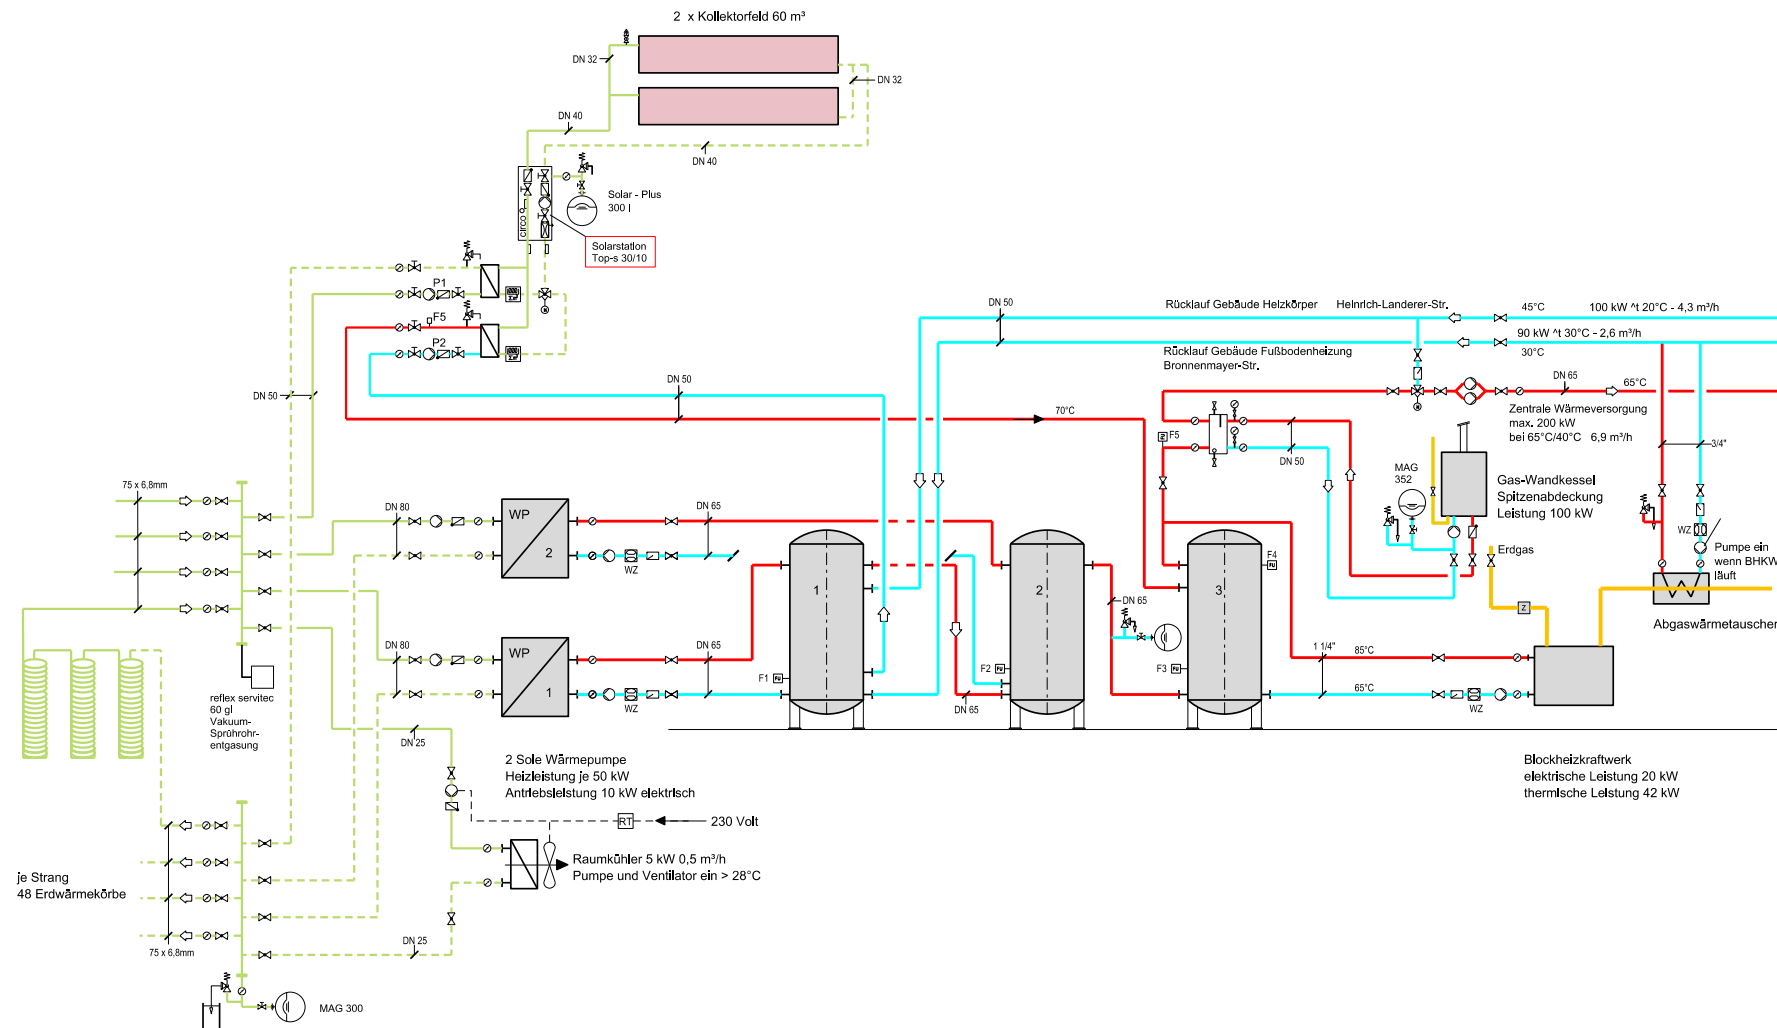 2 x Kollektorfeld 60 m³
DN 32
DN 32
DN 40
DN 40
Solar - Plus
300 l
circo
Solarstation
Top-s 30/10
P1
F5
P2
DN 50
DN 50
70°C
DN 50
Rücklauf Gebäude Heizkörper Heinrich-Landerer-Str.
45°C
100 kW ^t 20°C - 4,3 m³/h
90 kW ^t 30°C - 2,6 m³/h
30°C
Rücklauf Gebäude Fußbodenheizung
Bronnenmayer-Str.
DN 65
65°C
Zentrale Wärmeversorgung
max. 200 kW
bei 65°C/40°C 6,9 m³/h
3/4"
F5
DN 50
MAG
352
Gas-Wandkessel
Spitzenabdeckung
Leistung 100 kW
Erdgas
WZ
Pumpe ein
wenn BHKW
läuft
Z
Abgaswärmetauscher
75 x 6,8mm
DN 80
WP
2
DN 65
WZ
DN 80
WP
1
DN 65
WZ
1
F1
FU
2
F2
FU
DN 65
DN 65
3
F3
FU
F4
FU
1 1/4"
85°C
65°C
WZ
reflex servitec
60 gl
Vakuum-
Sprührohr-
entgasung
DN 25
2 Sole Wärmepumpe
Heizleistung je 50 kW
Antriebsleistung 10 kW elektrisch
Blockheizkraftwerk
elektrische Leistung 20 kW
thermische Leistung 42 kW
RT
230 Volt
Raumkühler 5 kW 0,5 m³/h
Pumpe und Ventilator ein > 28°C
je Strang
48 Erdwärmekörbe
75 x 6,8mm
DN 25
MAG 300